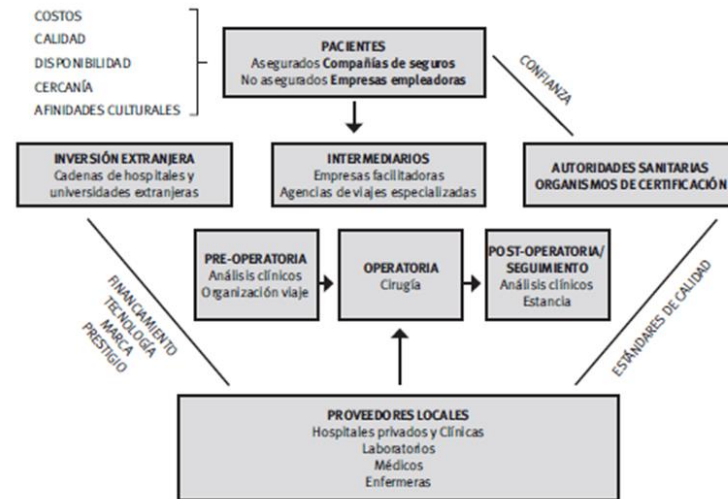 COSTOS
CALIDAD
DISPONIBILIDAD
CERCANÍA
AFINIDADES CULTURALES
PACIENTES
Asegurados Compañías de seguros
No asegurados Empresas empleadoras
CONFIANZA
INVERSIÓN EXTRANJERA
Cadenas de hospitales y
universidades extranjeras
INTERMEDIARIOS
Empresas facilitadoras
Agencias de viajes especializadas
AUTORIDADES SANITARIAS
ORGANISMOS DE CERTIFICACIÓN
PRE-OPERATORIA
Análisis clínicos
Organización viaje
OPERATORIA
Cirugía
POST-OPERATORIA/
SEGUIMIENTO
Análisis clínicos
Estancia
FINANCIAMIENTO
TECNOLOGÍA
MARCA
PRESTIGIO
ESTÁNDARES DE CALIDAD
PROVEEDORES LOCALES
Hospitales privados y Clínicas
Laboratorios
Médicos
Enfermeras